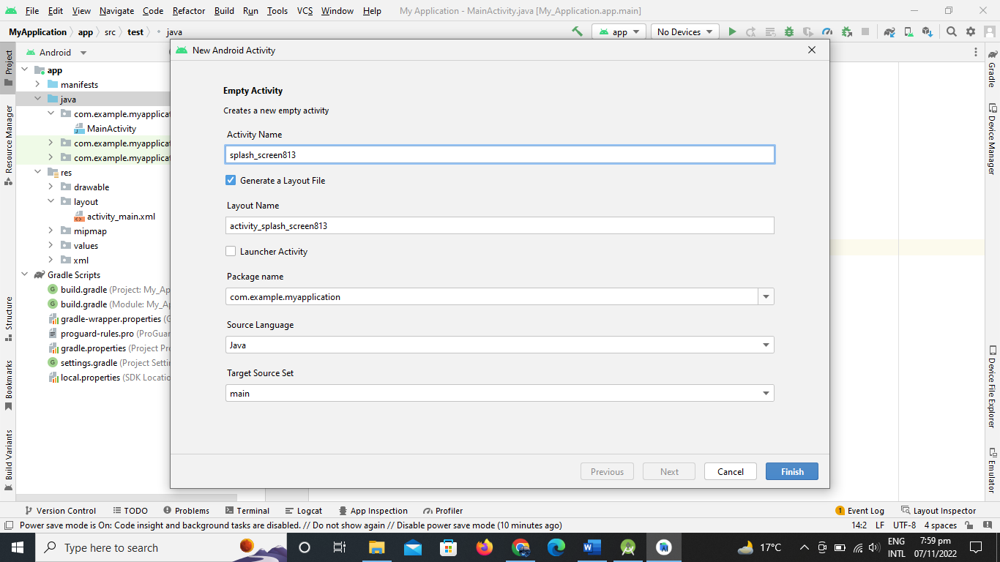 File Edit View Navigate Code Refactor Build Run Tools VCS Window Help My Application - MainActivity.java [My_Application.app.main]
MyApplication app src test java app No Devices
Project
Resource Manager
Structure
Bookmarks
Build Variants
Android
app
manifests
java
com.example.myapplicat
MainActivity
com.example.myapplicat
com.example.myapplicat
res
drawable
layout
activity_main.xml
mipmap
values
xml
Gradle Scripts
build.gradle (Project: My_Ap
build.gradle (Module: My_Ap
gradle-wrapper.properties (G
proguard-rules.pro (ProGuar
gradle.properties (Project Pr
settings.gradle (Project Settin
local.properties (SDK Locatio
New Android Activity
Empty Activity
Creates a new empty activity
Activity Name
splash_screen813
Generate a Layout File
Layout Name
activity_splash_screen813
Launcher Activity
Package name
com.example.myapplication
Source Language
Java
Target Source Set
main
Previous Next Cancel Finish
Gradle
Device Manager
Device File Explorer
Emulator
Version Control TODO Problems Terminal Logcat App Inspection Profiler 1 Event Log Layout Inspector
Power save mode is On: Code insight and background tasks are disabled. // Do not show again // Disable power save mode (10 minutes ago) 14:2 LF UTF-8 4 spaces
Type here to search 17°C ENG 7:59 pm
INTL 07/11/2022